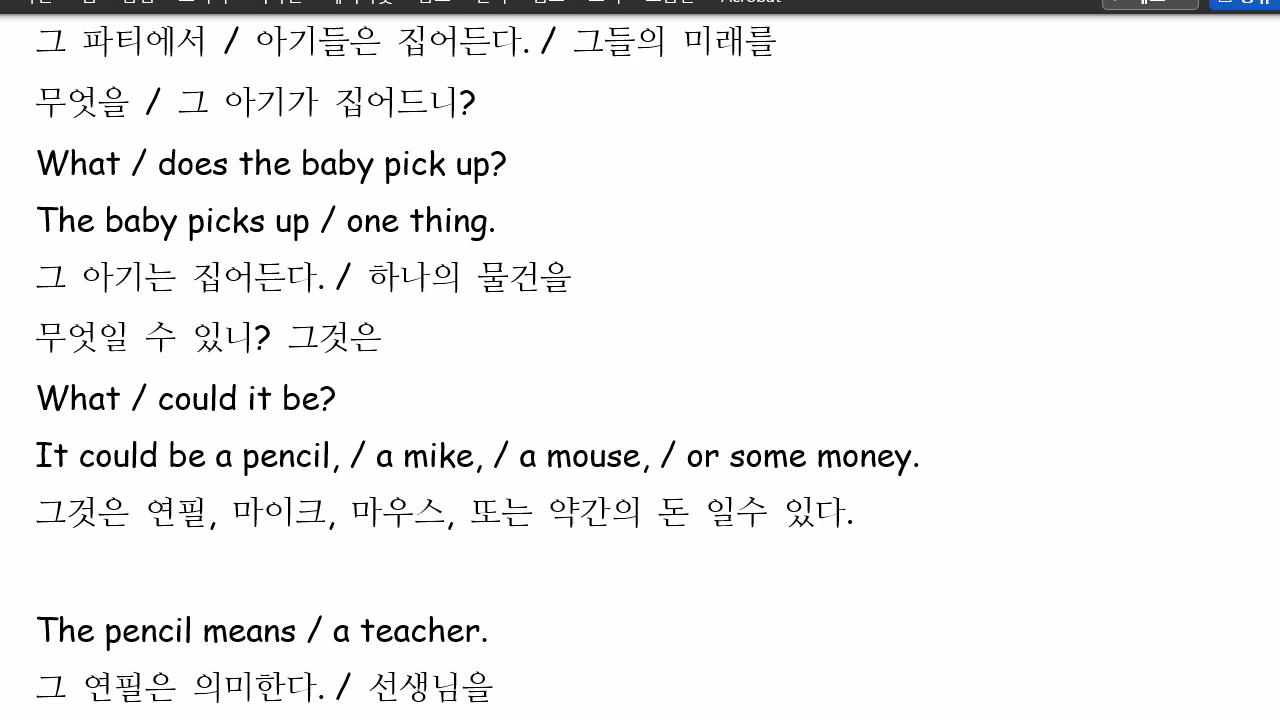 Acrobat
그 파티에서 / 아기들은 집어든다. / 그들의 미래를
무엇을 / 그 아기가 집어드니?
What / does the baby pick up?
The baby picks up / one thing.
그 아기는 집어든다. / 하나의 물건을
무엇일 수 있니? 그것은
What / could it be?
It could be a pencil, / a mike, / a mouse, / or some money.
그것은 연필, 마이크, 마우스, 또는 약간의 돈 일수 있다.
The pencil means / a teacher.
그 연필은 의미한다. / 선생님을